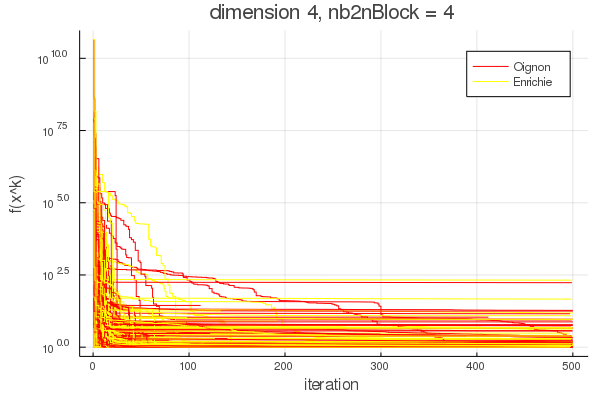 dimension 4, nb2nBlock = 4
10^10.0
Oignon
Enrichie
10^7.5
10^5.0
f(x^k)
10^2.5
10^0.0
0 100 200 300 400 500
iteration